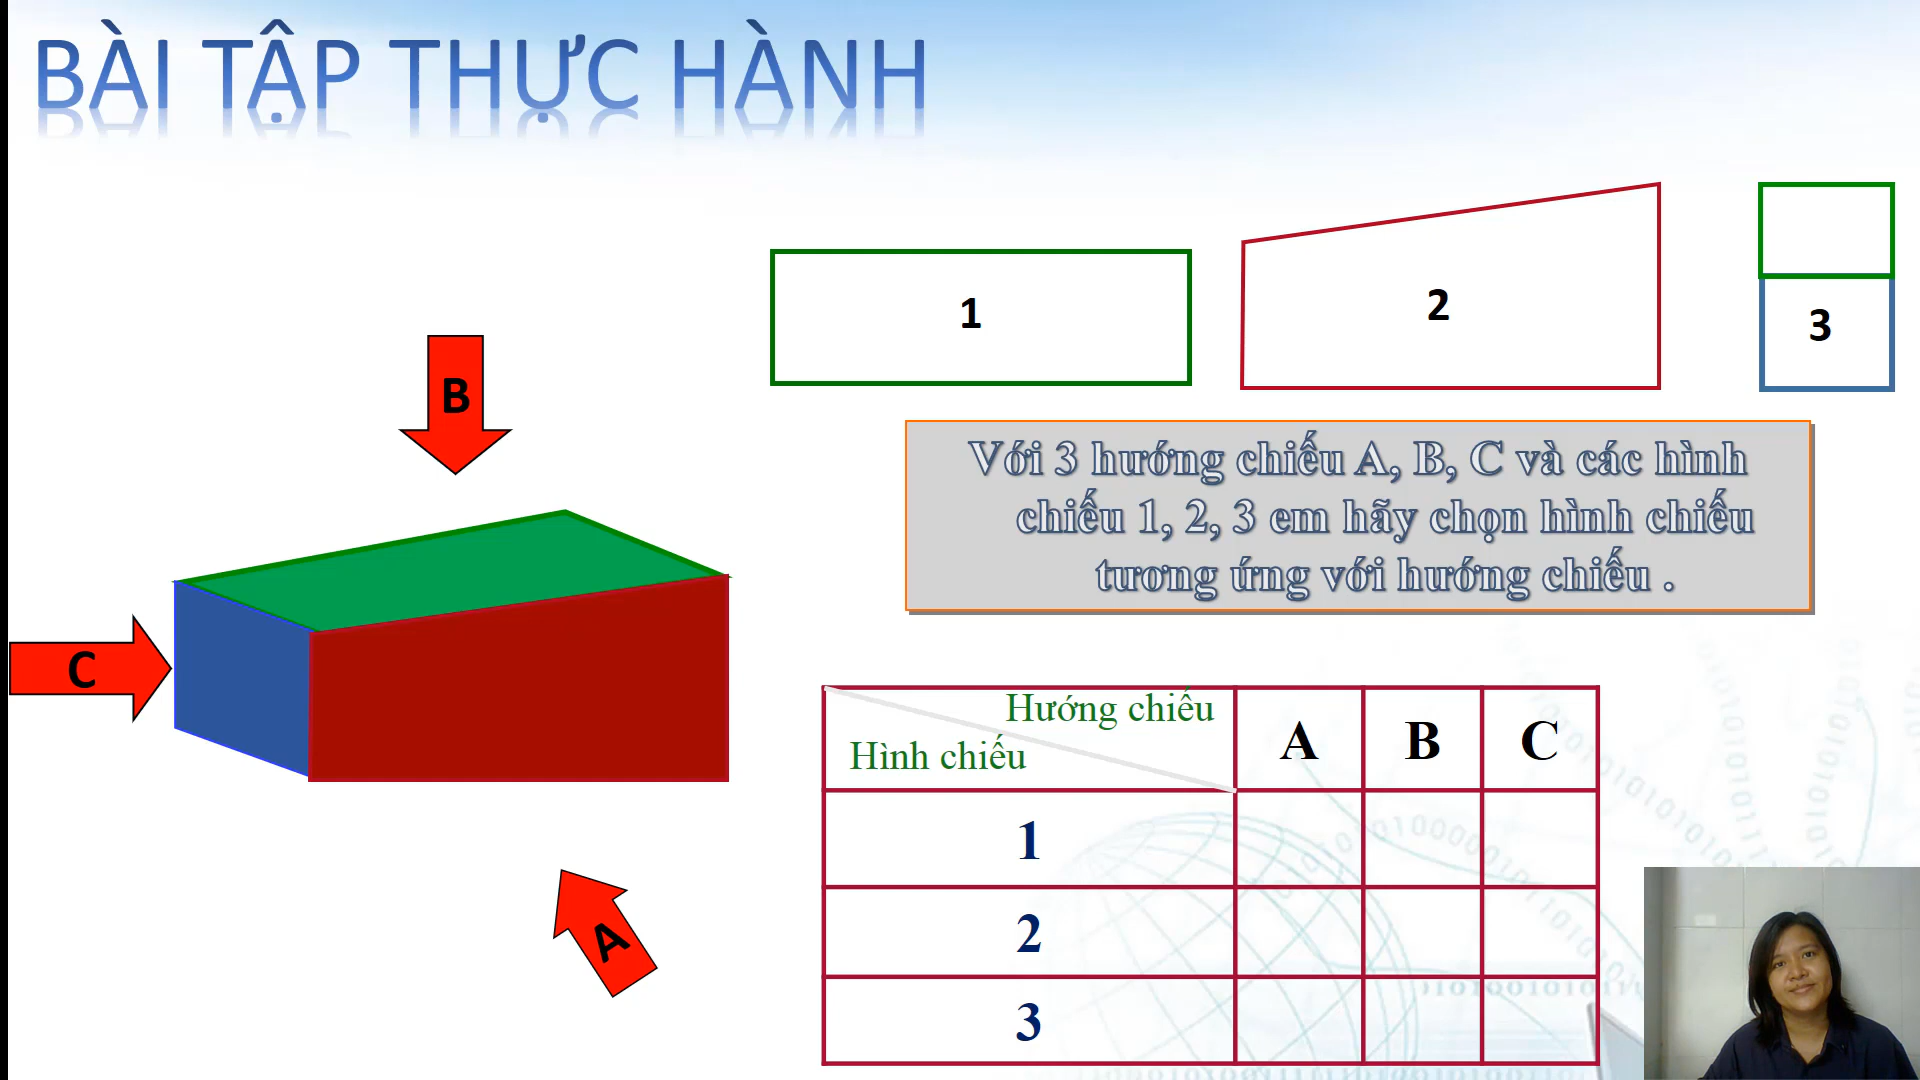 BÀI TẬP THỰC HÀNH
1
2
3
B
C
A
Với 3 hướng chiếu A, B, C và các hình
chiếu 1, 2, 3 em hãy chọn hình chiếu
tương ứng với hướng chiếu .
Hướng chiếu
Hình chiếu
A B C
1
2
3